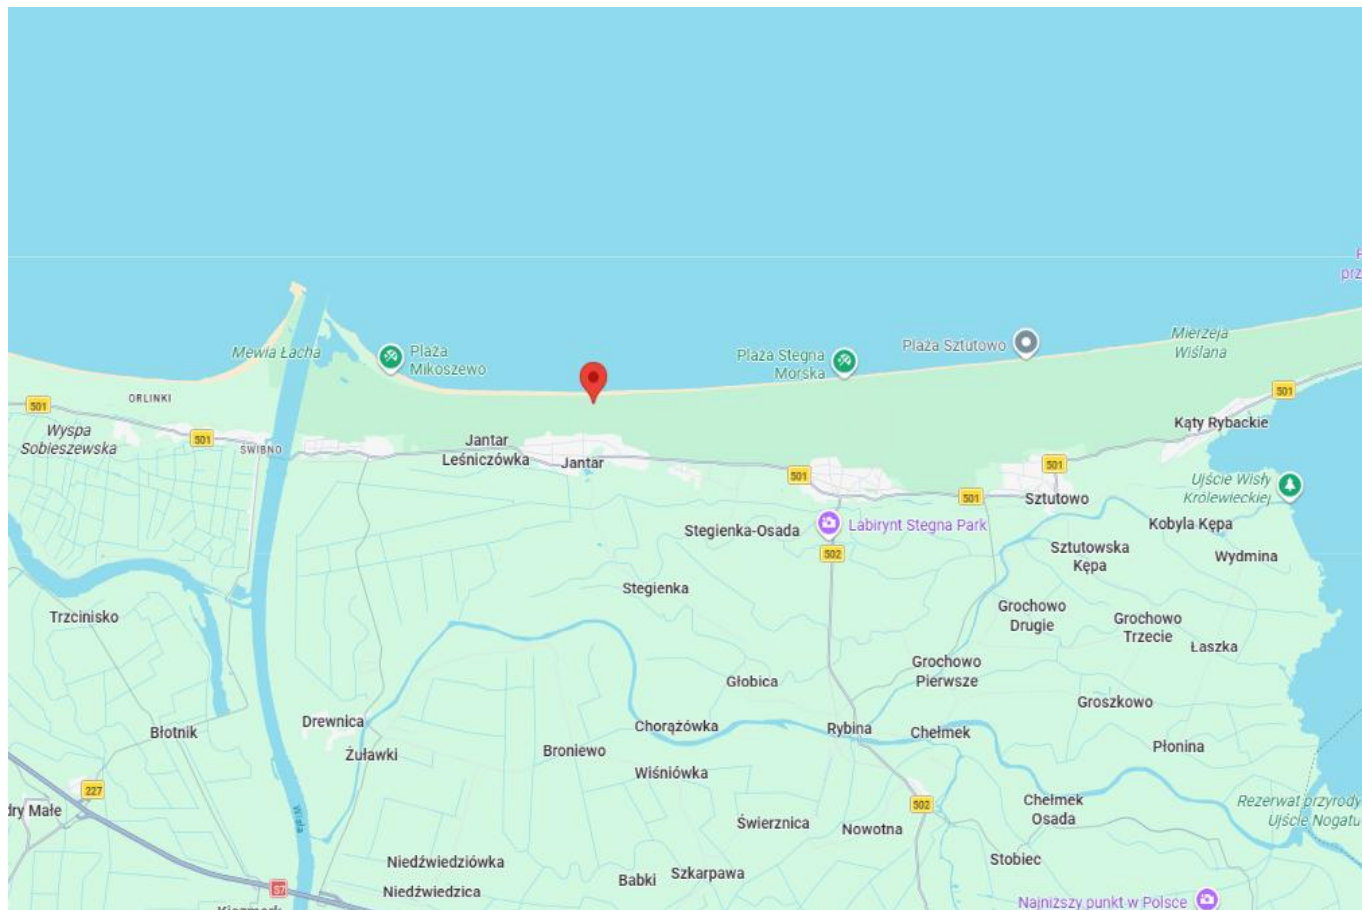 Mewia Łacha
Plaża
Mikoszewo
Plaża Stegna
Morska
Plaża Sztutowo
Mierzeja
Wiślana
ORLINKI
501
Wyspa
Sobieszewska
501
ŚWIBNO
Jantar
Leśniczówka
Jantar
501
501
501
501
Kąty Rybackie
Sztutowo
Ujście Wisły
Królewieckiej
Stegienka-Osada
Labirynt Stegna Park
502
Kobyla Kępa
Sztutowska
Kępa
Wydmina
Trzcinisko
Stegienka
Grochowo
Drugie
Grochowo
Trzecie
Łaszka
Grochowo
Pierwsze
Głobica
Groszkowo
Drewnica
Błotnik
Żuławki
Chorążówka
Rybina
Chełmek
Broniewo
Płonina
Wiśniówka
227
dry Małe
Wisła
502
Chełmek
Osada
Rezerwat przyrody
Ujście Nogatu
Świerznica
Nowotna
Niedźwiedziówka
Stobiec
Szkarpawa
Babki
S7
Niedźwiedzica
Najniższy punkt w Polsce